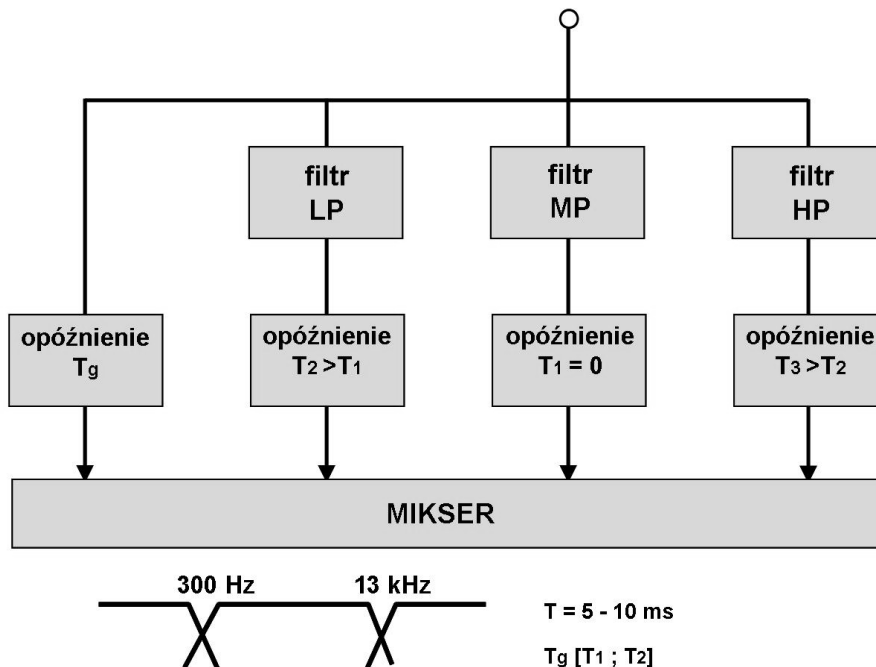 filtr
LP
filtr
MP
filtr
HP
opóźnienie
Tg
opóźnienie
T2 >T1
opóźnienie
T1 = 0
opóźnienie
T3 >T2
MIKSER
300 Hz
13 kHz
T = 5 - 10 ms
Tg [T1 ; T2]